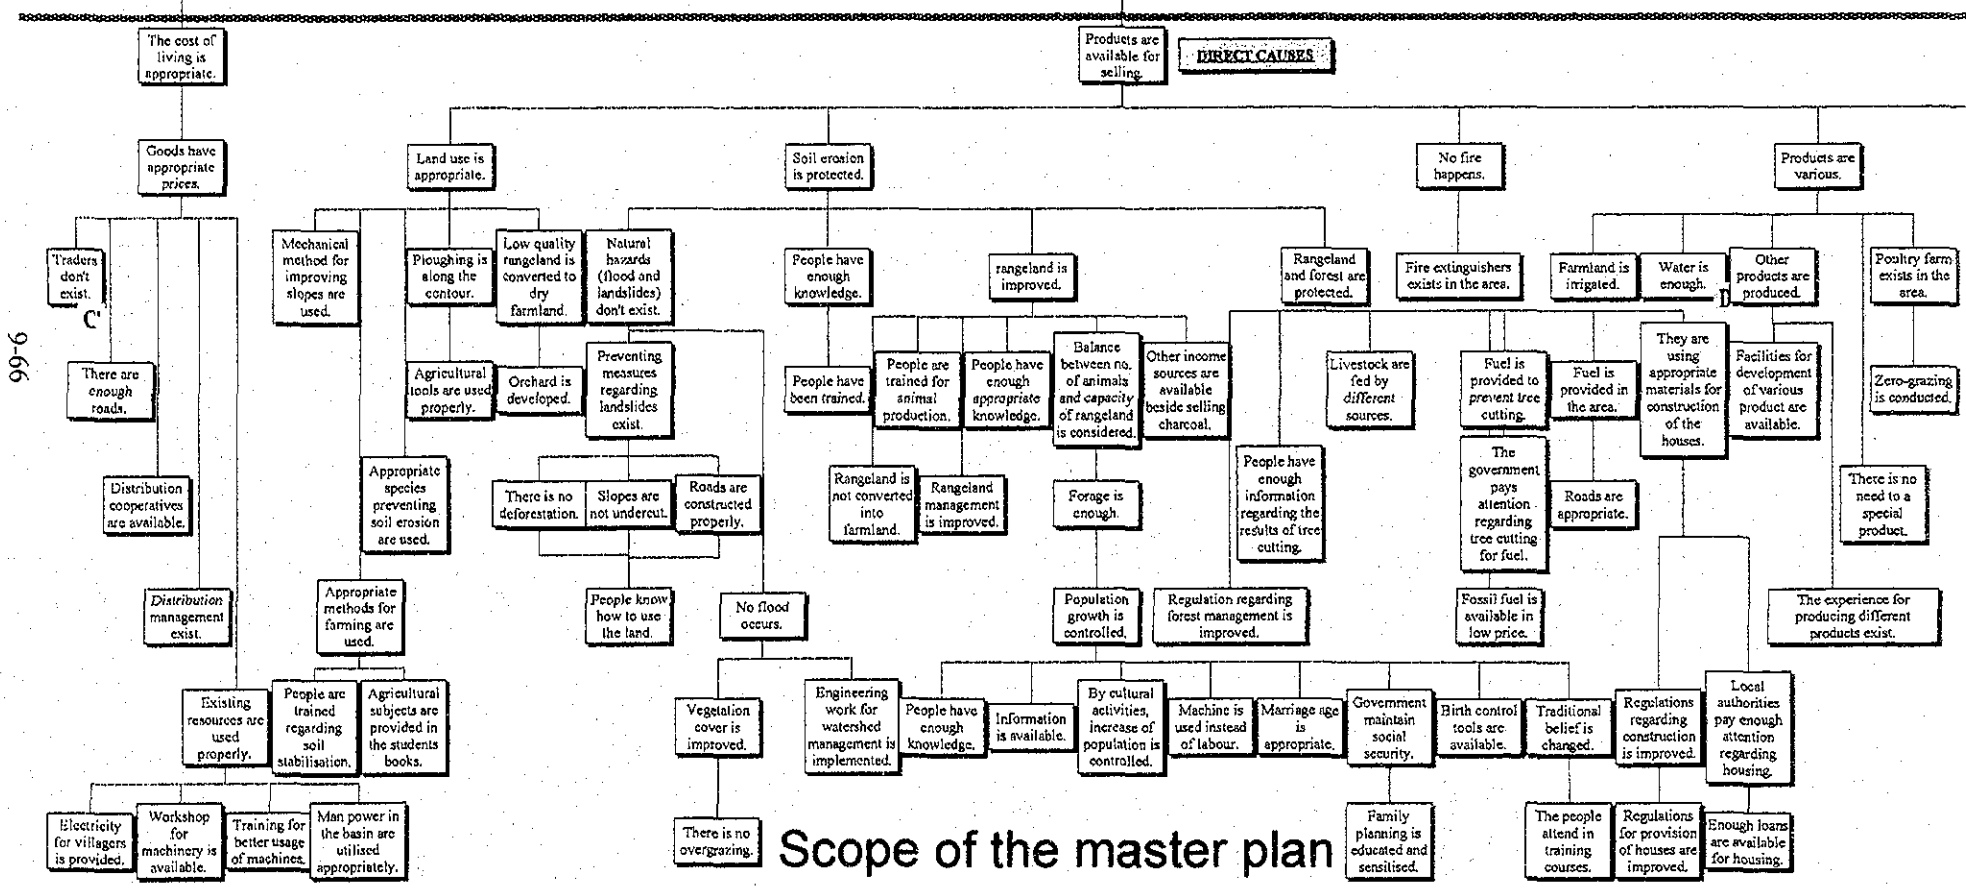 The cost of
living is
appropriate.
Products are
available for
selling.
DIRECT CAUSES
Goods have
appropriate
prices.
Land use is
appropriate.
Soil erosion
is protected.
No fire
happens.
Products are
various.
Traders
don't
exist.
C'
Mechanical
method for
improving
slopes are
used.
Ploughing is
along the
contour.
Low quality
rangeland is
converted to
dry
farmland.
Natural
hazards
(flood and
landslides)
don't exist.
People have
enough
knowledge.
rangeland is
improved.
Rangeland
and forest are
protected.
Fire extinguishers
exists in the area.
Farmland is
irrigated.
Water is
enough.
D
Other
products are
produced.
Poultry farm
exists in the
area.
99-6
There are
enough
roads.
Agricultural
tools are used
properly.
Orchard is
developed.
Preventing
measures
regarding
landslides
exist.
People have
been trained.
People are
trained for
animal
production.
People have
enough
appropriate
knowledge.
Balance
between no.
of animals
and capacity
of rangeland
is considered.
Other income
sources are
available
beside selling
charcoal.
Livestock are
fed by
different
sources.
Fuel is
provided to
prevent tree
cutting.
Fuel is
provided in
the area.
They are
using
appropriate
materials for
construction
of the
houses.
Facilities for
development
of various
product are
available.
Zero-grazing
is conducted.
Distribution
cooperatives
are available.
Appropriate
species
preventing
soil erosion
are used.
There is no
deforestation.
Slopes are
not undercut.
Roads are
constructed
properly.
Rangeland is
not converted
into
farmland.
Rangeland
management
is improved.
Forage is
enough.
People have
enough
information
regarding the
results of tree
cutting.
The
government
pays
attention
regarding
tree cutting
for fuel.
Roads are
appropriate.
There is no
need to a
special
product.
Distribution
management
exist.
Appropriate
methods for
farming are
used.
People know
how to use
the land.
No flood
occurs.
Population
growth is
controlled.
Regulation regarding
forest management is
improved.
Fossil fuel is
available in
low price.
The experience for
producing different
products exist.
Existing
resources are
used
properly.
People are
trained
regarding
soil
stabilisation.
Agricultural
subjects are
provided in
the students
books.
Vegetation
cover is
improved.
Engineering
work for
watershed
management is
implemented.
People have
enough
knowledge.
Information
is available.
By cultural
activities,
increase of
population is
controlled.
Machine is
used instead
of labour.
Marriage age
is
appropriate.
Government
maintain
social
security.
Birth control
tools are
available.
Traditional
belief is
changed.
Regulations
regarding
construction
is improved.
Local
authorities
pay enough
attention
regarding
housing.
Electricity
for villagers
is provided.
Workshop
for
machinery is
available.
Training for
better usage
of machines.
Man power in
the basin are
utilised
appropriately.
There is no
overgrazing.
Scope of the master plan
Family
planning is
educated and
sensitised.
The people
attend in
training
courses.
Regulations
for provision
of houses are
improved.
Enough loans
are available
for housing.